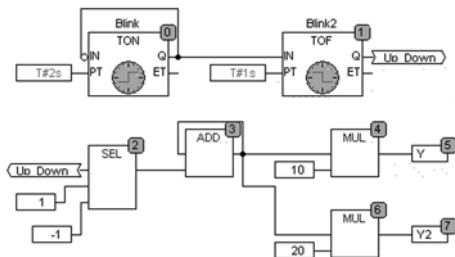 Blink
0
TON
IN Q
T#2s PT ET
Blink2
1
TOF
IN Q Up_Down
T#1s PT ET
2
SEL
Up_Down
1
-1
3
ADD
4
MUL
10
5
Y
6
MUL
20
7
Y2